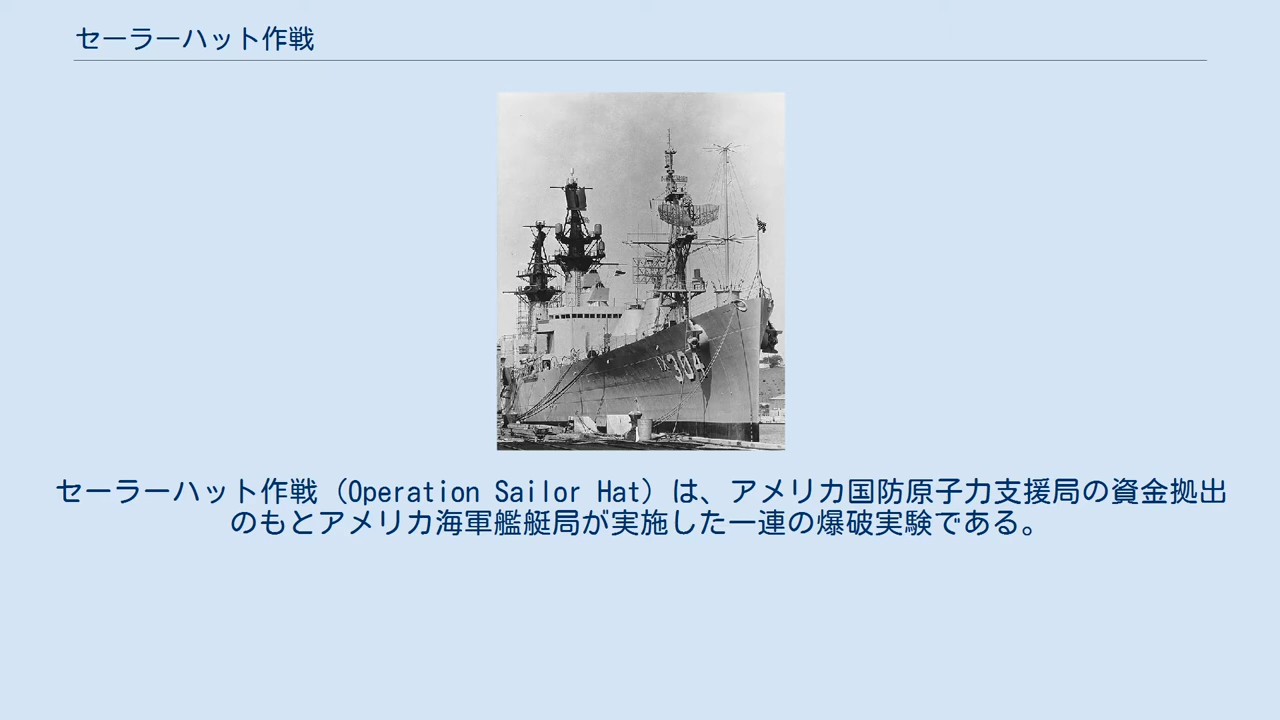 セーラーハット作戦
IX 304
セーラーハット作戦（Operation Sailor Hat）は、アメリカ国防原子力支援局の資金拠出
のもとアメリカ海軍艦艇局が実施した一連の爆破実験である。